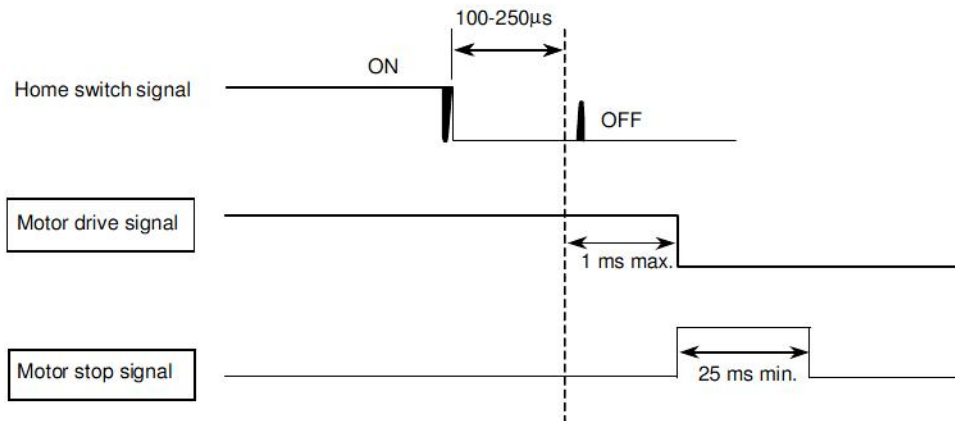 100-250µs
ON
Home switch signal
OFF
Motor drive signal
1 ms max.
Motor stop signal
25 ms min.